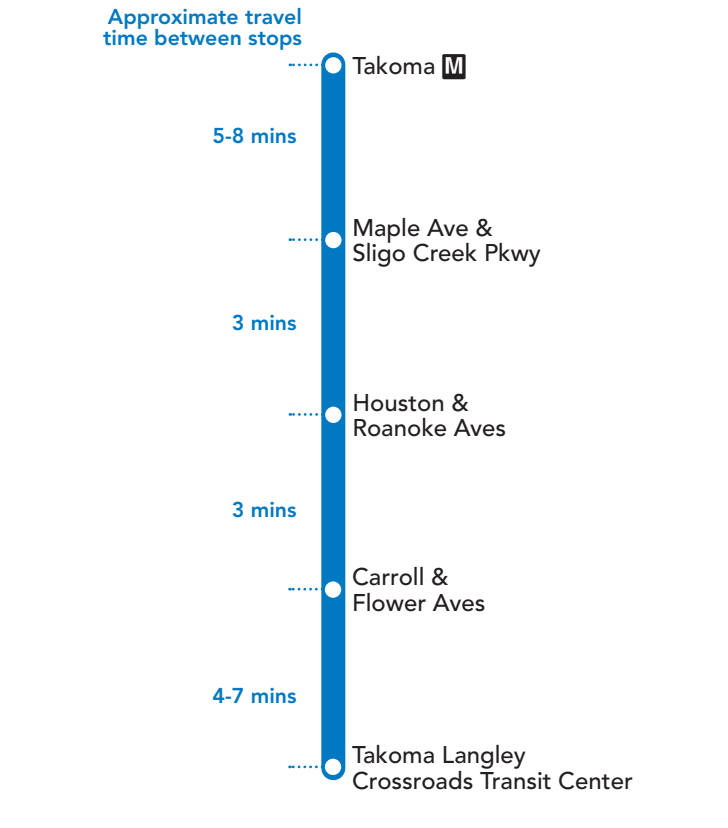 Approximate travel
time between stops
Takoma M
5-8 mins
Maple Ave &
Sligo Creek Pkwy
3 mins
Houston &
Roanoke Aves
3 mins
Carroll &
Flower Aves
4-7 mins
Takoma Langley
Crossroads Transit Center